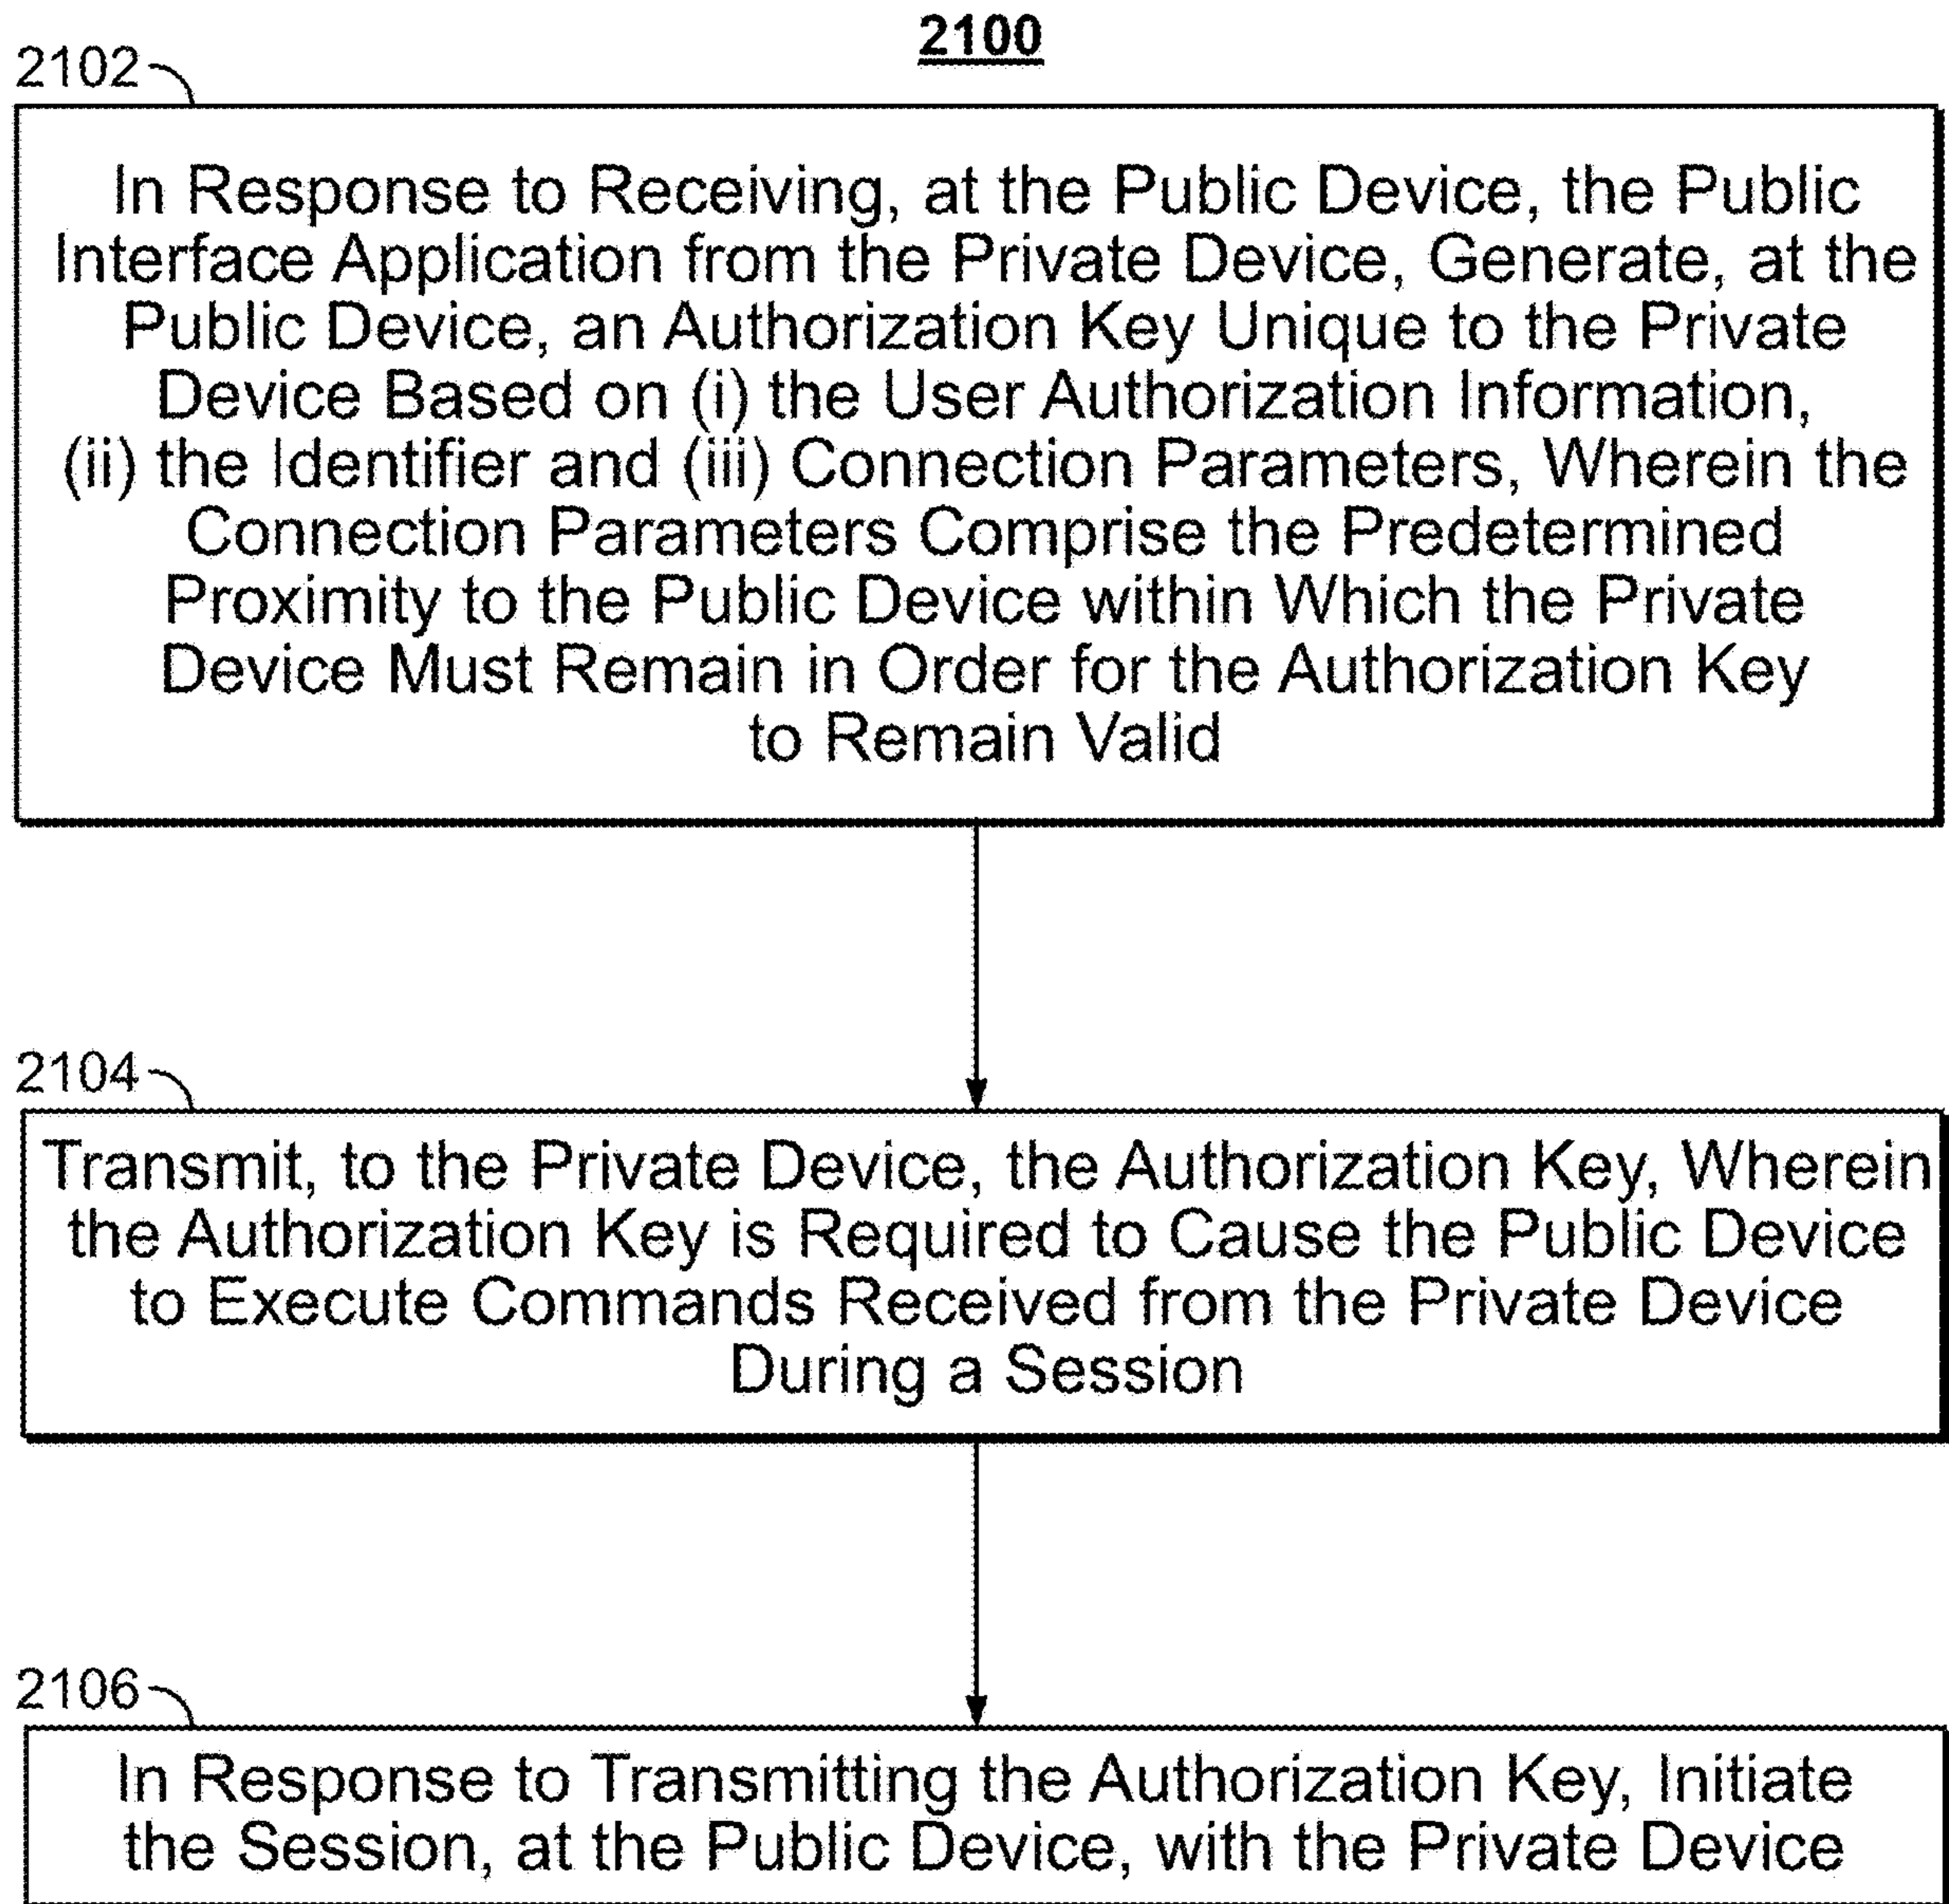 2100
2102
In Response to Receiving, at the Public Device, the Public
Interface Application from the Private Device, Generate, at the
Public Device, an Authorization Key Unique to the Private
Device Based on (i) the User Authorization Information,
(ii) the Identifier and (iii) Connection Parameters, Wherein the
Connection Parameters Comprise the Predetermined
Proximity to the Public Device within Which the Private
Device Must Remain in Order for the Authorization Key
to Remain Valid
2104
Transmit, to the Private Device, the Authorization Key, Wherein
the Authorization Key is Required to Cause the Public Device
to Execute Commands Received from the Private Device
During a Session
2106
In Response to Transmitting the Authorization Key, Initiate
the Session, at the Public Device, with the Private Device